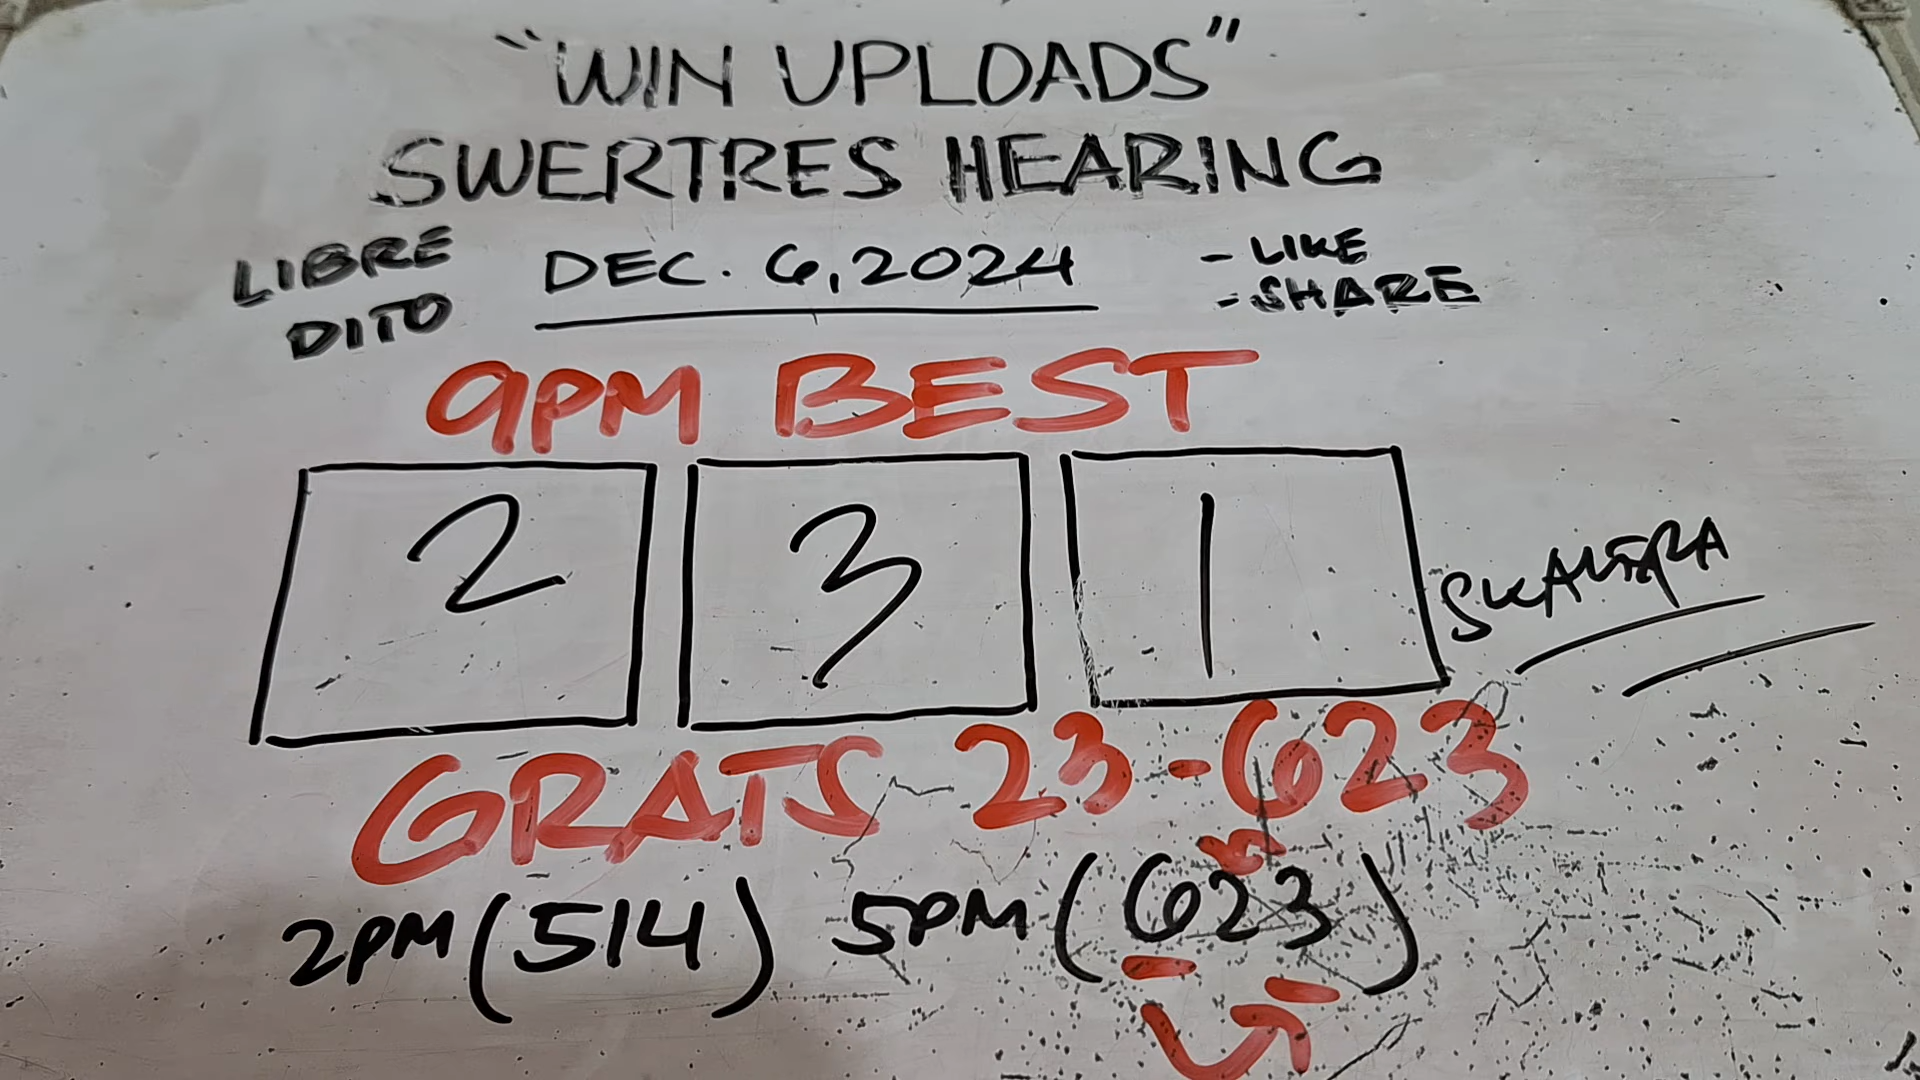 "WIN UPLOADS"
SWERTRES HEARING
LIBRE DITO
DEC. 6, 2024
- LIKE
- SHARE
9PM BEST
2 3 1
GRATS 23-623
2PM (514) 5PM (623)